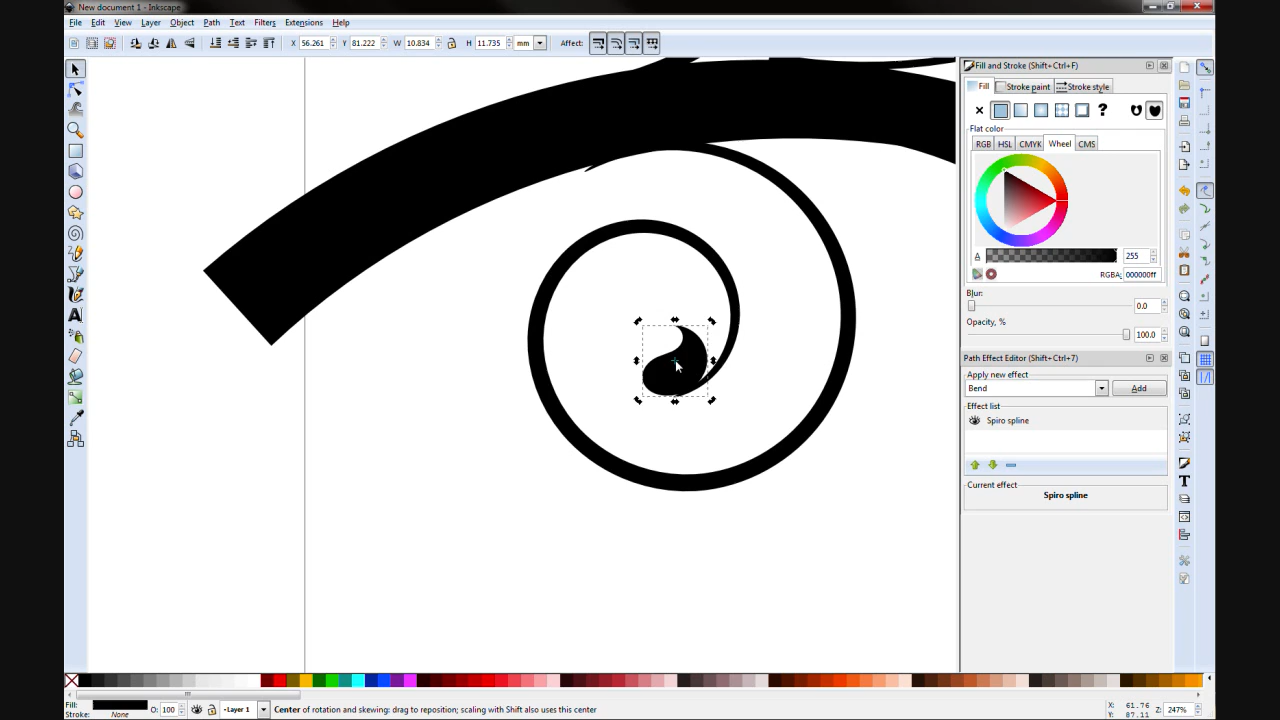 New document 1 - Inkscape
File Edit View Layer Object Path Text Filters Extensions Help
X 56.261 Y 81.222 W 10.834 H 11.735 mm Affect:
Fill and Stroke (Shift+Ctrl+F)
Fill Stroke paint Stroke style
?
Flat color
RGB HSL CMYK Wheel CMS
A 255
RGBA: 000000ff
Blur:
0.0
Opacity, %
100.0
Path Effect Editor (Shift+Ctrl+7)
Apply new effect
Bend Add
Effect list
Spiro spline
Current effect
Spiro spline
Fill: O: 100 -Layer 1 Center of rotation and skewing: drag to reposition; scaling with Shift also uses this center X: 61.76 Z: 247%
Stroke: None Y: 87.11